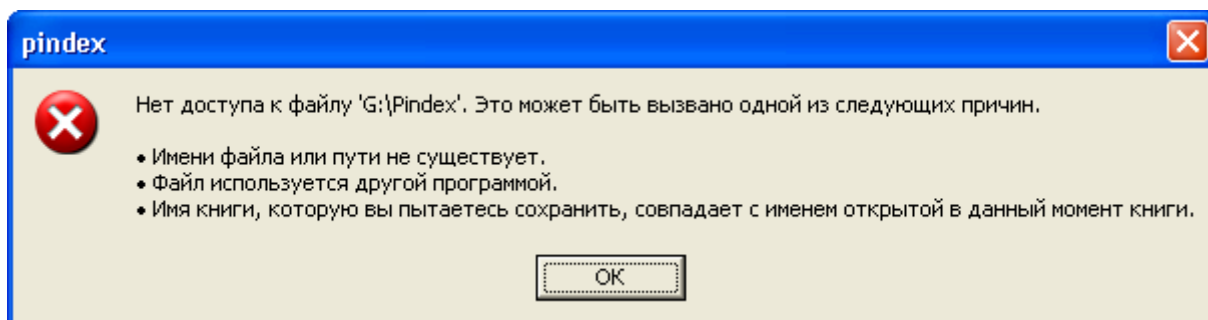 pindex
Нет доступа к файлу 'G:\Pindex'. Это может быть вызвано одной из следующих причин.
• Имени файла или пути не существует.
• Файл используется другой программой.
• Имя книги, которую вы пытаетесь сохранить, совпадает с именем открытой в данный момент книги.
OK